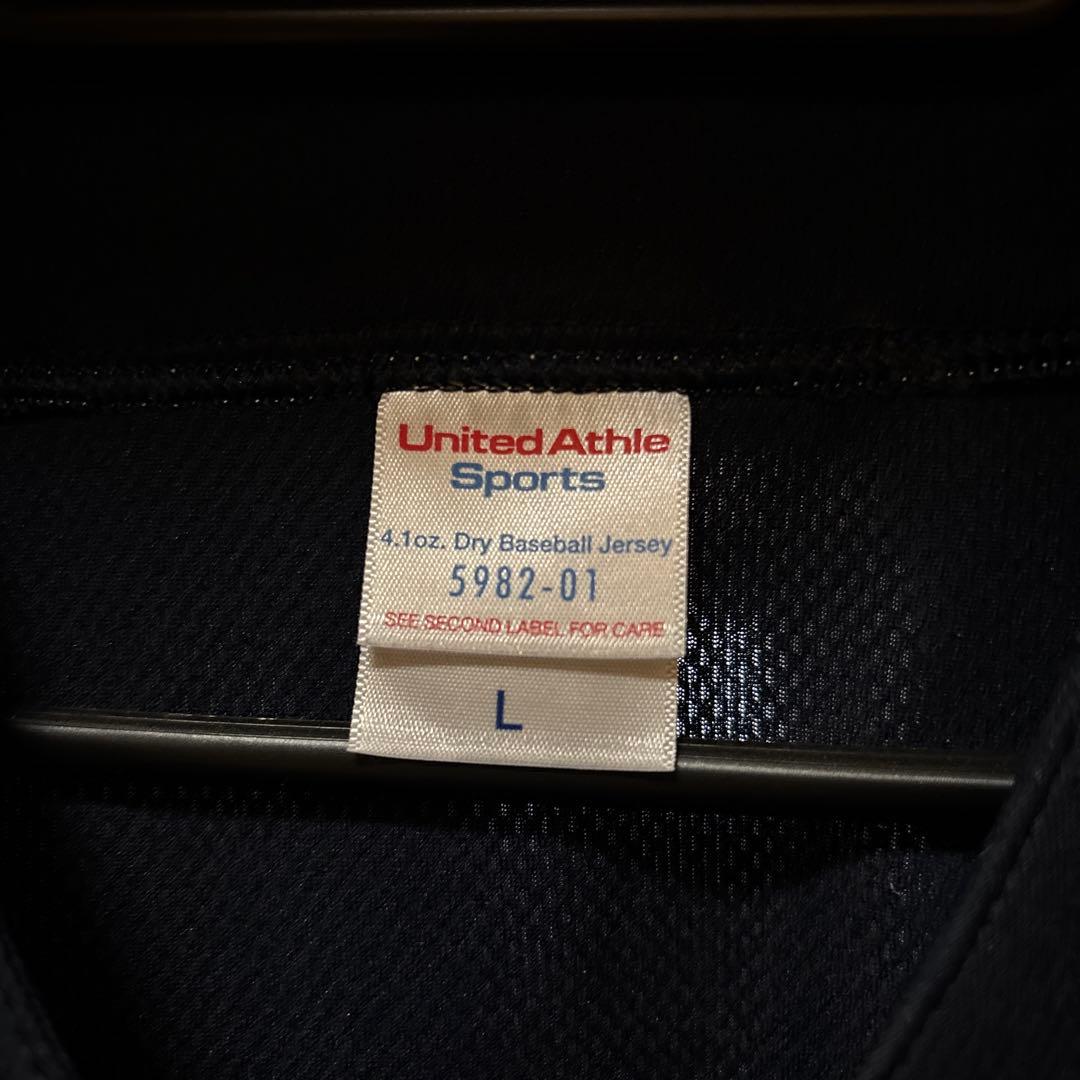 United Athle
Sports
4.1oz. Dry Baseball Jersey
5982-01
SEE SECOND LABEL FOR CARE
L